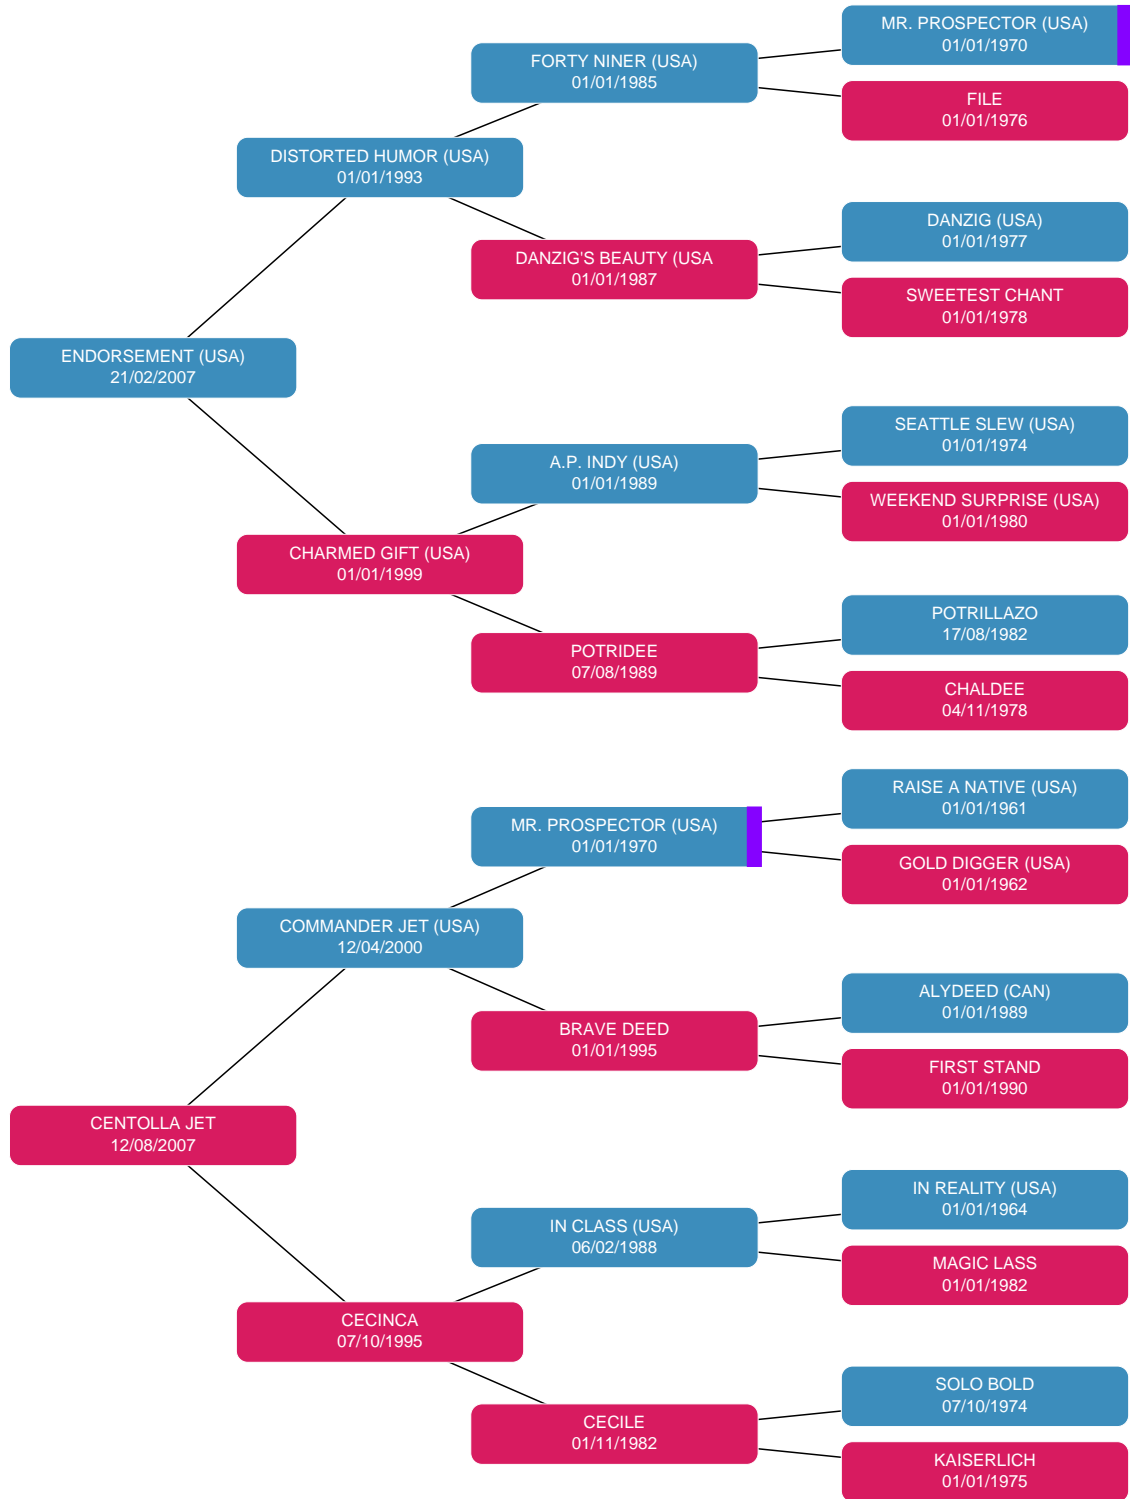 MR. PROSPECTOR (USA)
01/01/1970
FORTY NINER (USA)
01/01/1985
FILE
01/01/1976
DISTORTED HUMOR (USA)
01/01/1993
DANZIG (USA)
01/01/1977
DANZIG'S BEAUTY (USA
01/01/1987
SWEETEST CHANT
01/01/1978
ENDORSEMENT (USA)
21/02/2007
SEATTLE SLEW (USA)
01/01/1974
A.P. INDY (USA)
01/01/1989
WEEKEND SURPRISE (USA)
01/01/1980
CHARMED GIFT (USA)
01/01/1999
POTRILLAZO
17/08/1982
POTRIDEE
07/08/1989
CHALDEE
04/11/1978
RAISE A NATIVE (USA)
01/01/1961
MR. PROSPECTOR (USA)
01/01/1970
GOLD DIGGER (USA)
01/01/1962
COMMANDER JET (USA)
12/04/2000
ALYDEED (CAN)
01/01/1989
BRAVE DEED
01/01/1995
FIRST STAND
01/01/1990
CENTOLLA JET
12/08/2007
IN REALITY (USA)
01/01/1964
IN CLASS (USA)
06/02/1988
MAGIC LASS
01/01/1982
CECINCA
07/10/1995
SOLO BOLD
07/10/1974
CECILE
01/11/1982
KAISERLICH
01/01/1975